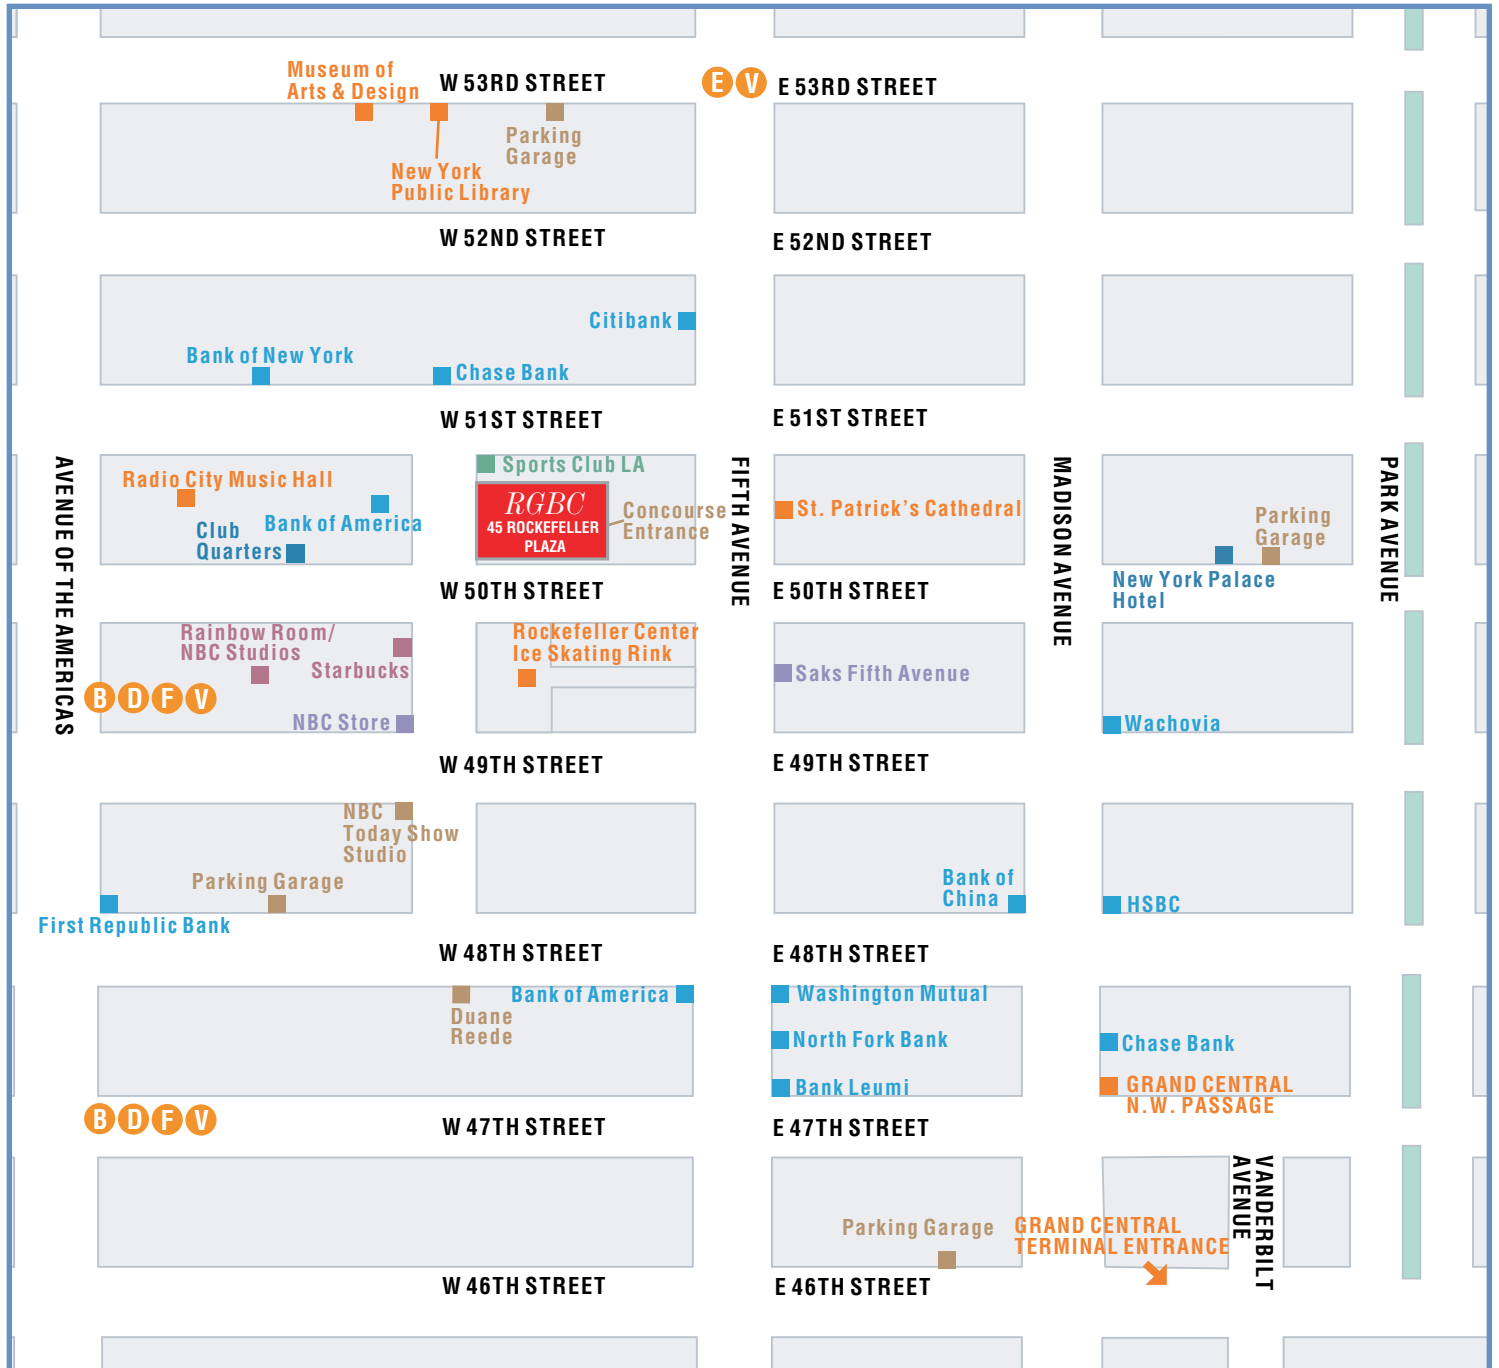 Museum of
Arts & Design
W 53RD STREET
E
V
E 53RD STREET
Parking
Garage
New York
Public Library
W 52ND STREET
E 52ND STREET
Citibank
Bank of New York
Chase Bank
W 51ST STREET
E 51ST STREET
AVENUE OF THE AMERICAS
Radio City Music Hall
Bank of America
Club
Quarters
Sports Club LA
RGBC
45 ROCKEFELLER
PLAZA
Concourse
Entrance
FIFTH AVENUE
St. Patrick's Cathedral
MADISON AVENUE
Parking
Garage
New York Palace
Hotel
PARK AVENUE
W 50TH STREET
E 50TH STREET
Rainbow Room/
NBC Studios
Starbucks
Rockefeller Center
Ice Skating Rink
Saks Fifth Avenue
B
D
F
V
NBC Store
Wachovia
W 49TH STREET
E 49TH STREET
NBC
Today Show
Studio
Parking Garage
First Republic Bank
Bank of
China
HSBC
W 48TH STREET
E 48TH STREET
Duane
Reede
Bank of America
Washington Mutual
North Fork Bank
Bank Leumi
Chase Bank
GRAND CENTRAL
N.W. PASSAGE
B
D
F
V
W 47TH STREET
E 47TH STREET
VANDERBILT
AVENUE
Parking Garage
GRAND CENTRAL
TERMINAL ENTRANCE
W 46TH STREET
E 46TH STREET